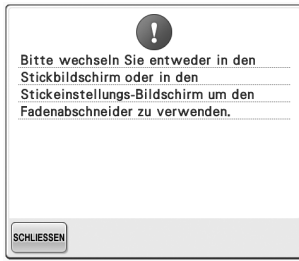 Bitte wechseln Sie entweder in den
Stickbildschirm oder in den
Stickeinstellungs-Bildschirm um den
Fadenabschneider zu verwenden.
SCHLIESSEN